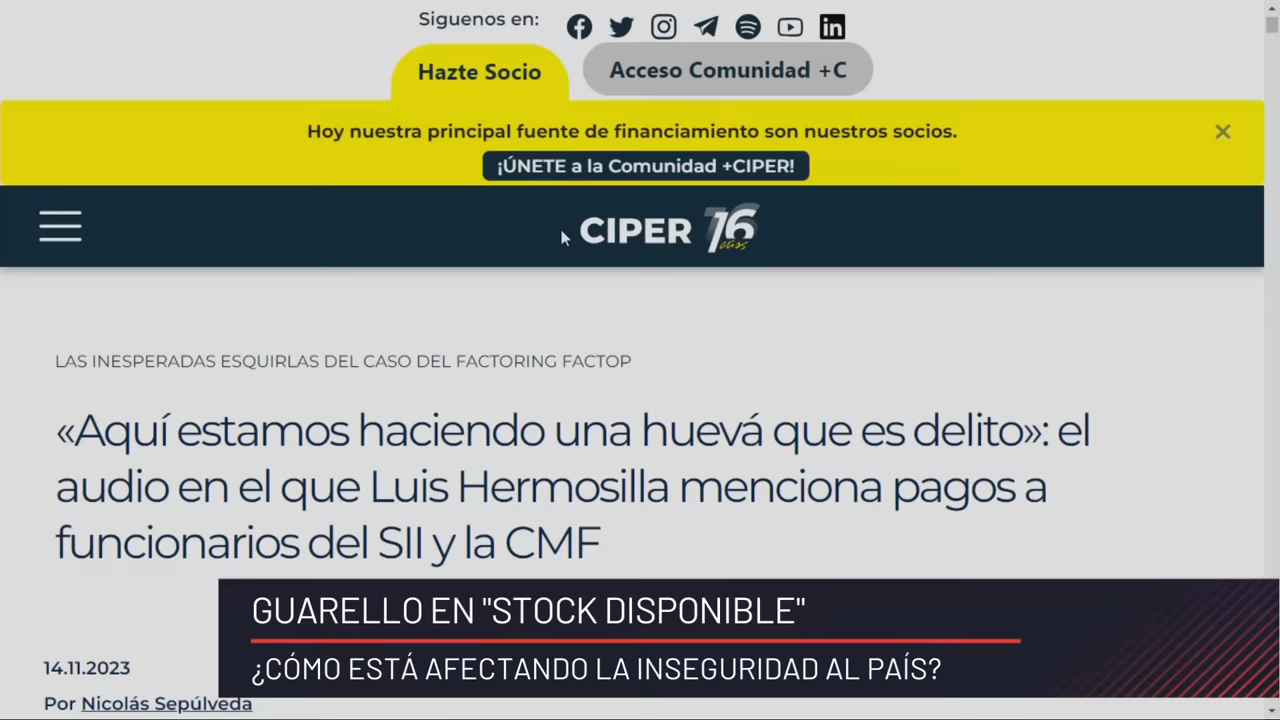 Siguenos en:
Hazte Socio
Acceso Comunidad +C
Hoy nuestra principal fuente de financiamiento son nuestros socios.
¡ÚNETE a la Comunidad +CIPER!
CIPER 16 años
LAS INESPERADAS ESQUIRLAS DEL CASO DEL FACTORING FACTOP
«Aquí estamos haciendo una huevá que es delito»: el
audio en el que Luis Hermosilla menciona pagos a
funcionarios del SII y la CMF
GUARELLO EN "STOCK DISPONIBLE"
¿CÓMO ESTÁ AFECTANDO LA INSEGURIDAD AL PAÍS?
14.11.2023
Por Nicolás Sepúlveda